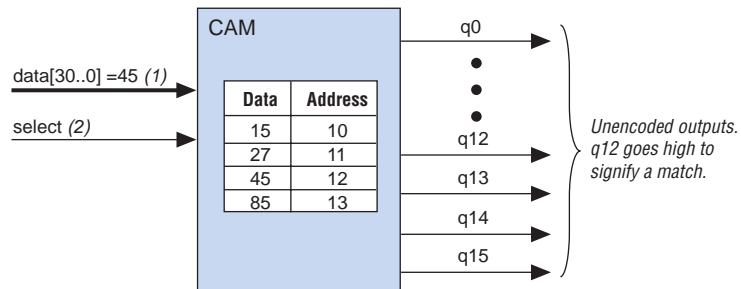 CAM
data[30..0] =45 (1)
select (2)
Data Address
15 10
27 11
45 12
85 13
q0
q12
q13
q14
q15
Unencoded outputs.
q12 goes high to
signify a match.